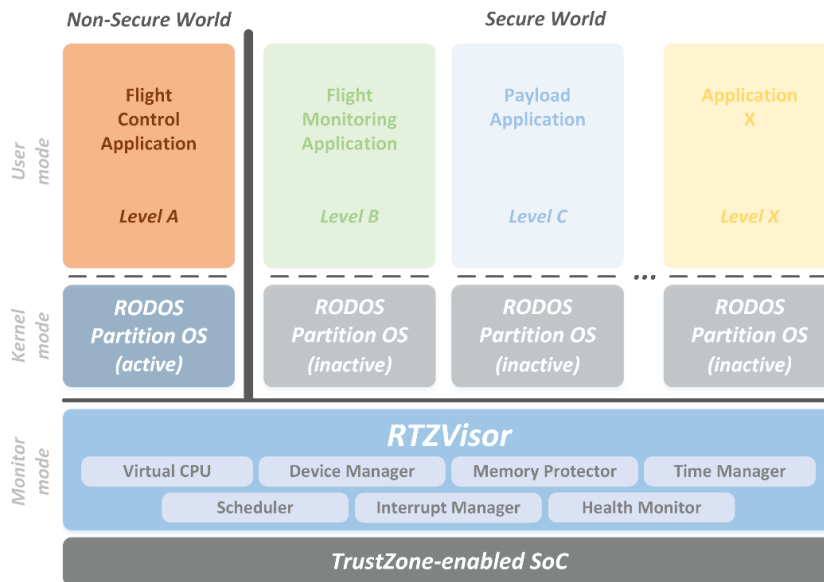 Non-Secure World
Secure World
User
mode
Flight
Control
Application
Level A
Flight
Monitoring
Application
Level B
Payload
Application
Level C
Application
X
Level X
...
Kernel
mode
RODOS
Partition OS
(active)
RODOS
Partition OS
(inactive)
RODOS
Partition OS
(inactive)
RODOS
Partition OS
(inactive)
Monitor
mode
RTZVisor
Virtual CPU
Device Manager
Memory Protector
Time Manager
Scheduler
Interrupt Manager
Health Monitor
TrustZone-enabled SoC